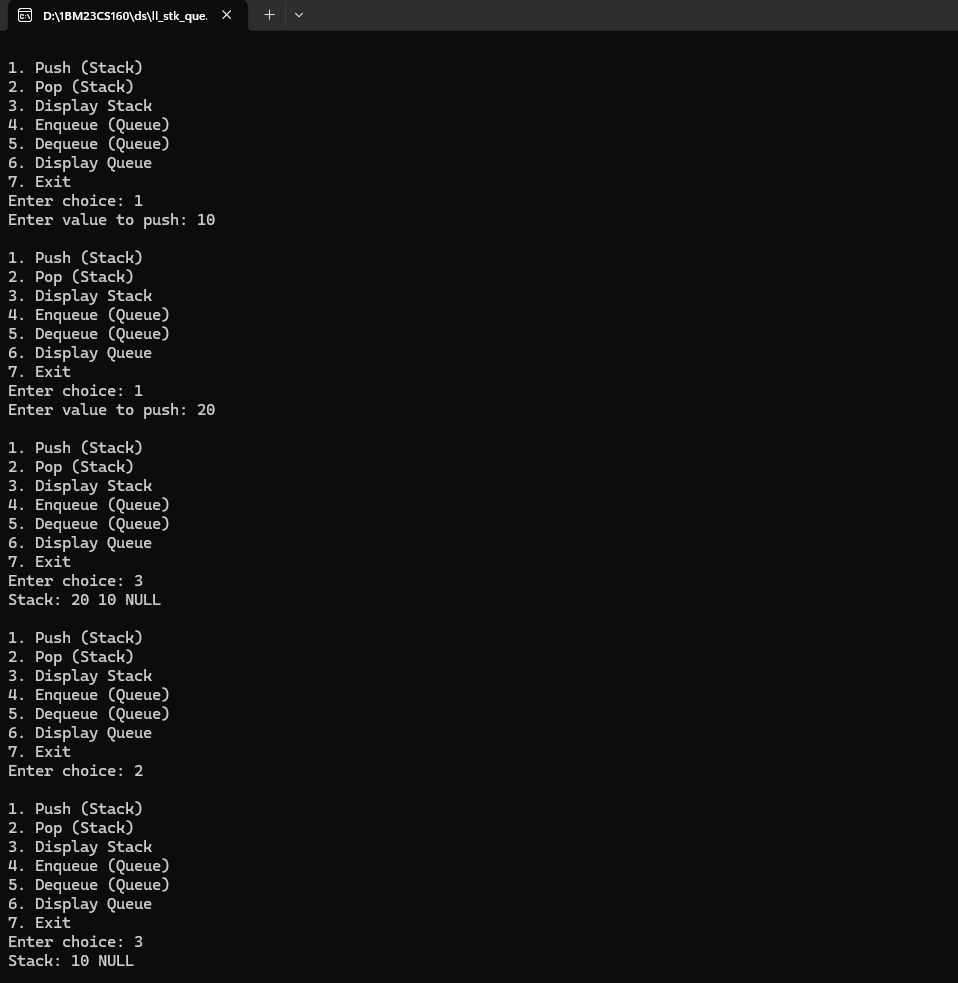 D:\1BM23CS160\ds\ll_stk_que.
1. Push (Stack)
2. Pop (Stack)
3. Display Stack
4. Enqueue (Queue)
5. Dequeue (Queue)
6. Display Queue
7. Exit
Enter choice: 1
Enter value to push: 10
1. Push (Stack)
2. Pop (Stack)
3. Display Stack
4. Enqueue (Queue)
5. Dequeue (Queue)
6. Display Queue
7. Exit
Enter choice: 1
Enter value to push: 20
1. Push (Stack)
2. Pop (Stack)
3. Display Stack
4. Enqueue (Queue)
5. Dequeue (Queue)
6. Display Queue
7. Exit
Enter choice: 3
Stack: 20 10 NULL
1. Push (Stack)
2. Pop (Stack)
3. Display Stack
4. Enqueue (Queue)
5. Dequeue (Queue)
6. Display Queue
7. Exit
Enter choice: 2
1. Push (Stack)
2. Pop (Stack)
3. Display Stack
4. Enqueue (Queue)
5. Dequeue (Queue)
6. Display Queue
7. Exit
Enter choice: 3
Stack: 10 NULL